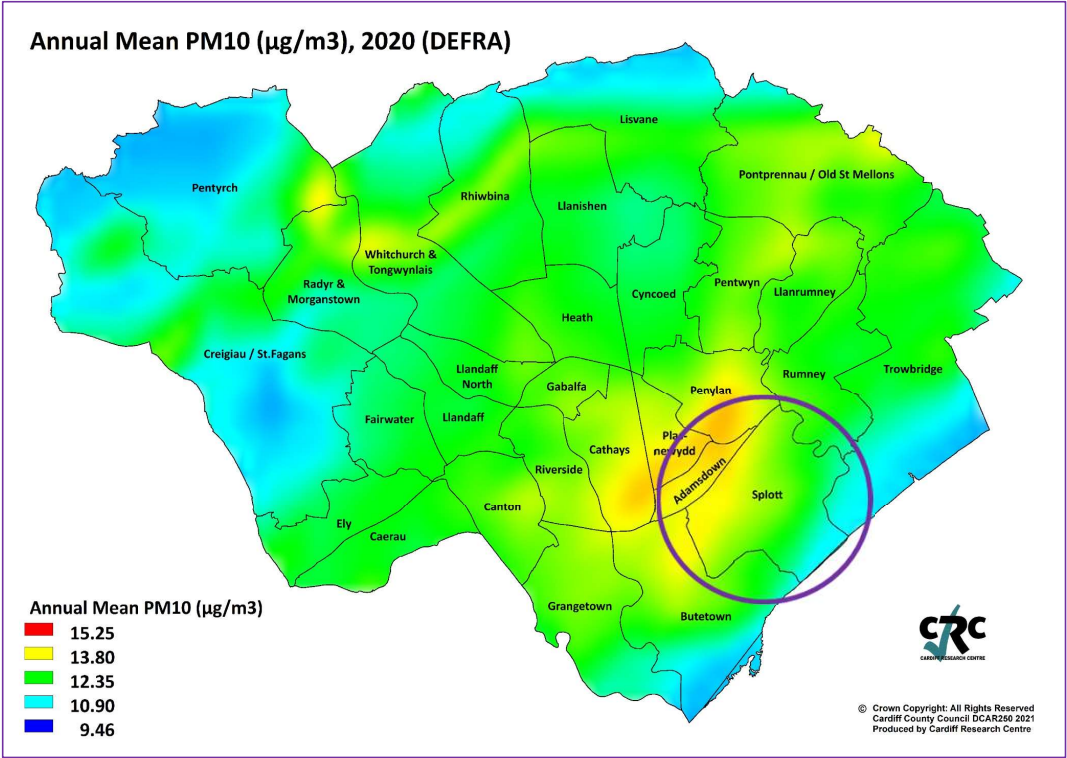 Annual Mean PM10 (µg/m3), 2020 (DEFRA)
Lisvane
Pontprennau / Old St Mellons
Pentyrch
Rhiwbina
Llanishen
Whitchurch &
Tongwynlais
Radyr &
Morganstown
Cyncoed
Pentwyn
Llanrumney
Heath
Creigiau / St.Fagans
Llandaff
North
Rumney
Trowbridge
Gabalfa
Penylan
Fairwater
Llandaff
Plas
newydd
Cathays
Riverside
Adamsdown
Splott
Canton
Ely
Caerau
Grangetown
Butetown
Annual Mean PM10 (µg/m3)
15.25
13.80
12.35
10.90
9.46
CRC
CARDIFF RESEARCH CENTRE
© Crown Copyright: All Rights Reserved
Cardiff County Council DCAR250 2021
Produced by Cardiff Research Centre